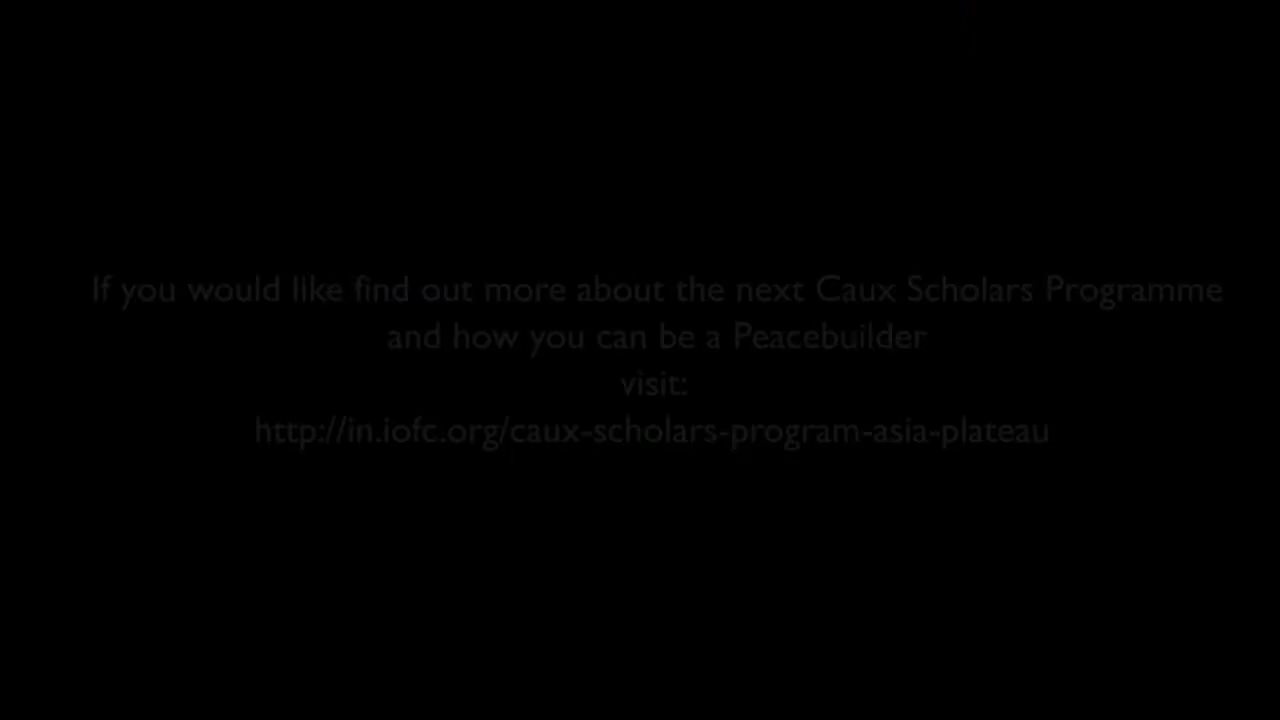 If you would like find out more about the next Caux Scholars Programme
and how you can be a Peacebuilder
visit:
http://in.iofc.org/caux-scholars-program-asia-plateau